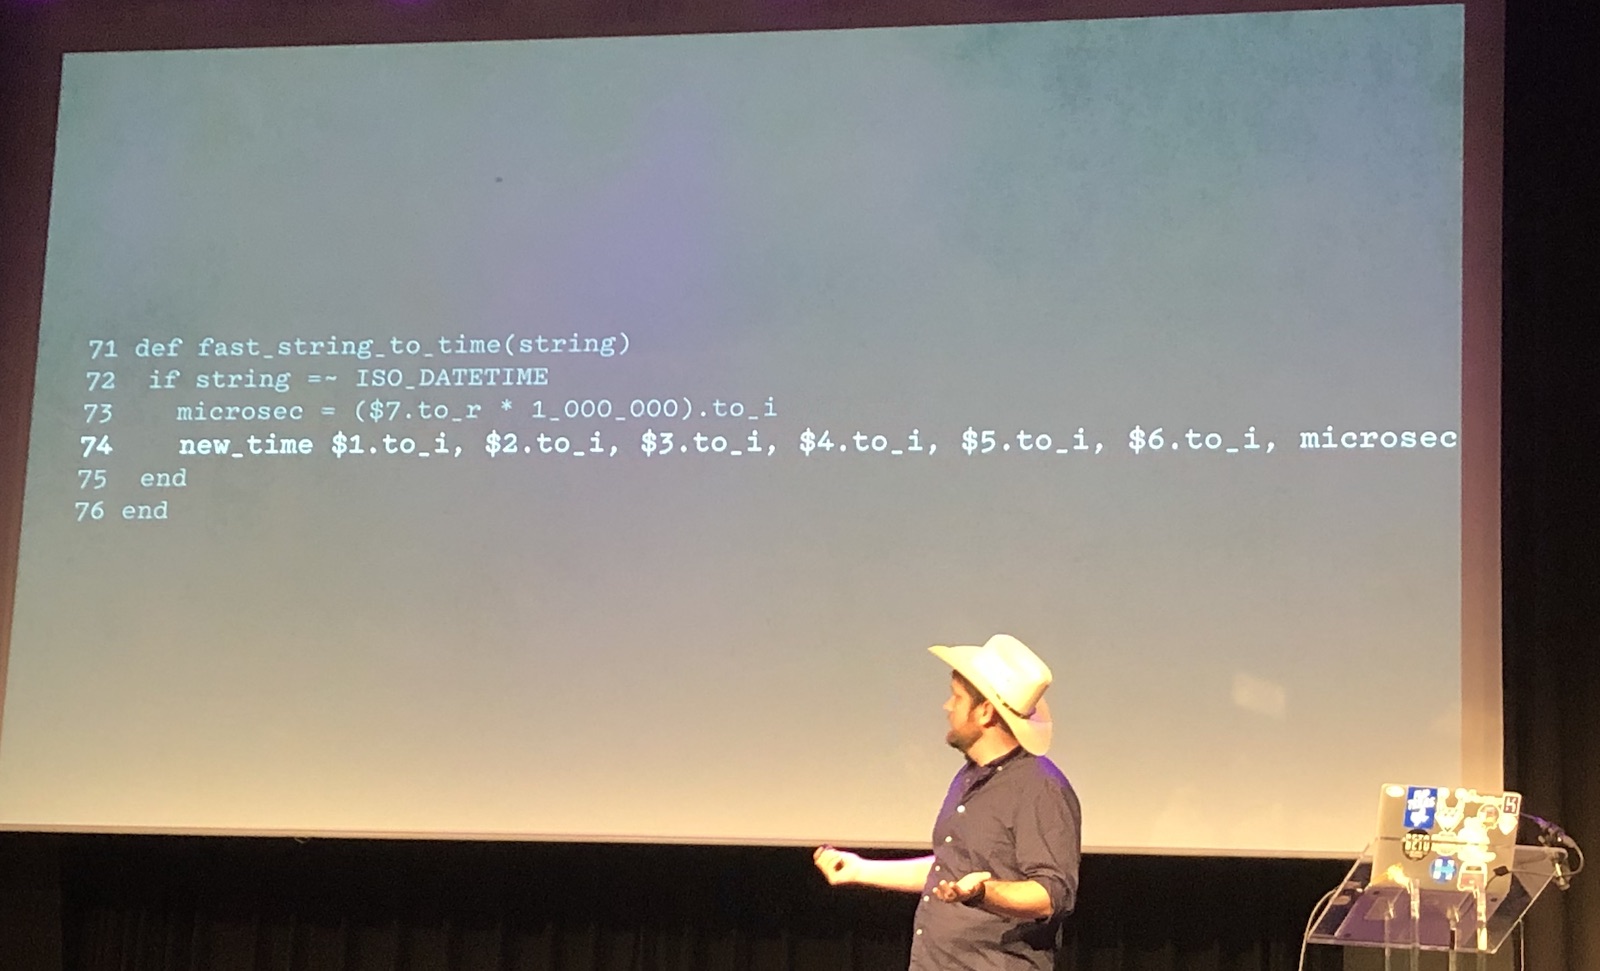 71 def fast_string_to_time(string)
72 if string =~ ISO_DATETIME
73 microsec = ($7.to_r * 1_000_000).to_i
74 new_time $1.to_i, $2.to_i, $3.to_i, $4.to_i, $5.to_i, $6.to_i, microsec
75 end
76 end